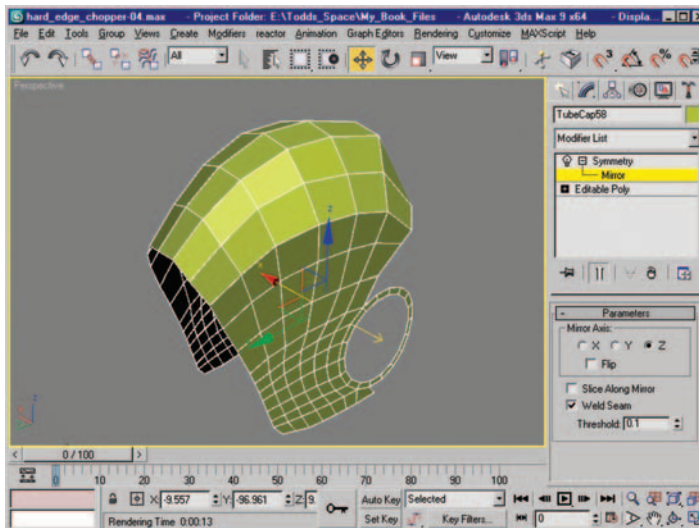 hard_edge_chopper-04.max - Project Folder: E:\Todds_Space\My_Book_Files - Autodesk 3ds Max 9 x64 - Displa...
File Edit Tools Group Views Create Modifiers reactor Animation Graph Editors Rendering Customize MAXScript Help
All
View
3
%
Perspective
TubeCap58
Modifier List
Symmetry
Mirror
Editable Poly
z
z
Parameters
Mirror Axis:
X Y Z
Flip
Slice Along Mirror
Weld Seam
Threshold: 0.1
< 0 / 100 >
0 10 20 30 40 50 60 70 80 90 100
X: -9.557 Y: -96.961 Z: 9.
Auto Key Selected
Rendering Time 0:00:13
Set Key Key Filters... 0